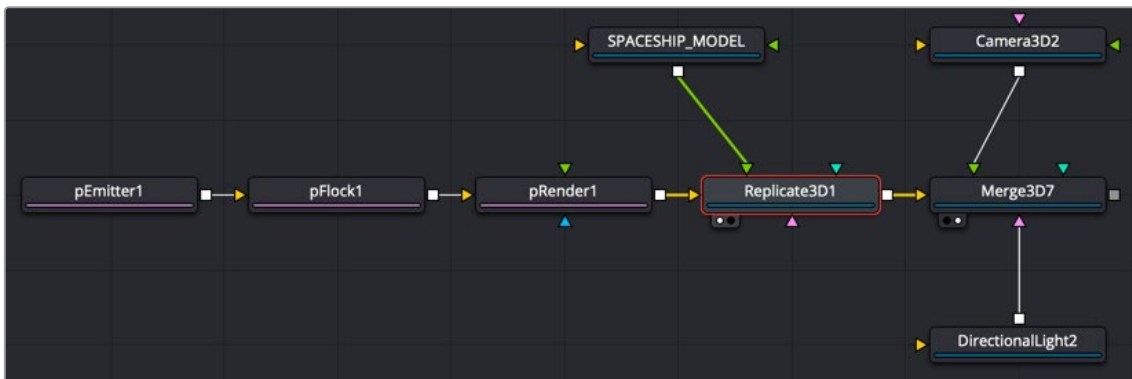 SPACESHIP_MODEL
Camera3D2
pEmitter1
pFlock1
pRender1
Replicate3D1
Merge3D7
DirectionalLight2